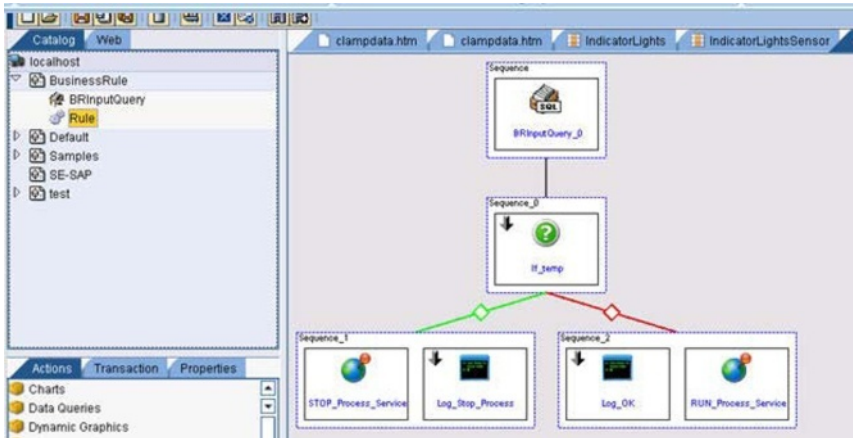 Catalog
Web
clampdata.htm
clampdata.htm
IndicatorLights
IndicatorLightsSensor
localhost
BusinessRule
BRInputQuery
Rule
Default
Samples
SE-SAP
test
Sequence
SQL
BRInputQuery_0
Sequence_0
If_temp
Sequence_1
STOP_Process_Service
Log_Stop_Process
Sequence_2
Log_OK
RUN_Process_Service
Actions
Transaction
Properties
Charts
Data Queries
Dynamic Graphics